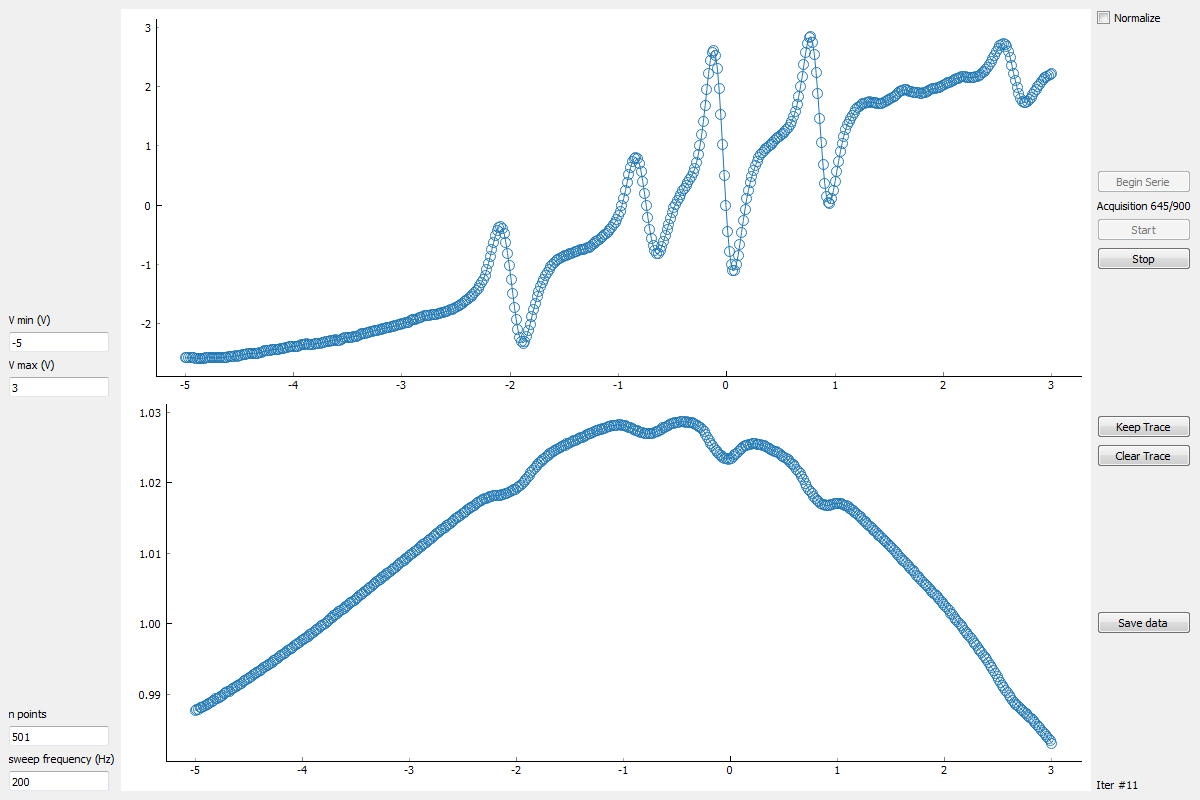 Normalize
Begin Serie
Acquisition 645/900
Start
Stop
V min (V)
-5
V max (V)
3
3
2
1
0
-1
-2
-5 -4 -3 -2 -1 0 1 2 3
Keep Trace
Clear Trace
Save data
1.03
1.02
1.01
1.00
0.99
-5 -4 -3 -2 -1 0 1 2 3
n points
501
sweep frequency (Hz)
200
Iter #11